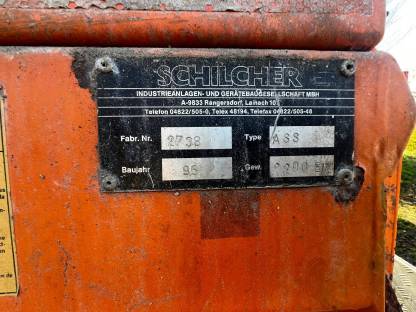 SCHILCHER
INDUSTRIEANLAGEN- UND GERÄTEBAUGESELLSCHAFT MBH
A-9833 Rangersdorf, Lainach 10
Telefon 04822/505-0, Telex 48194, Telefax 04822/505-48
Fabr. Nr. 2738 Type ASS
Baujahr 95 Gew.